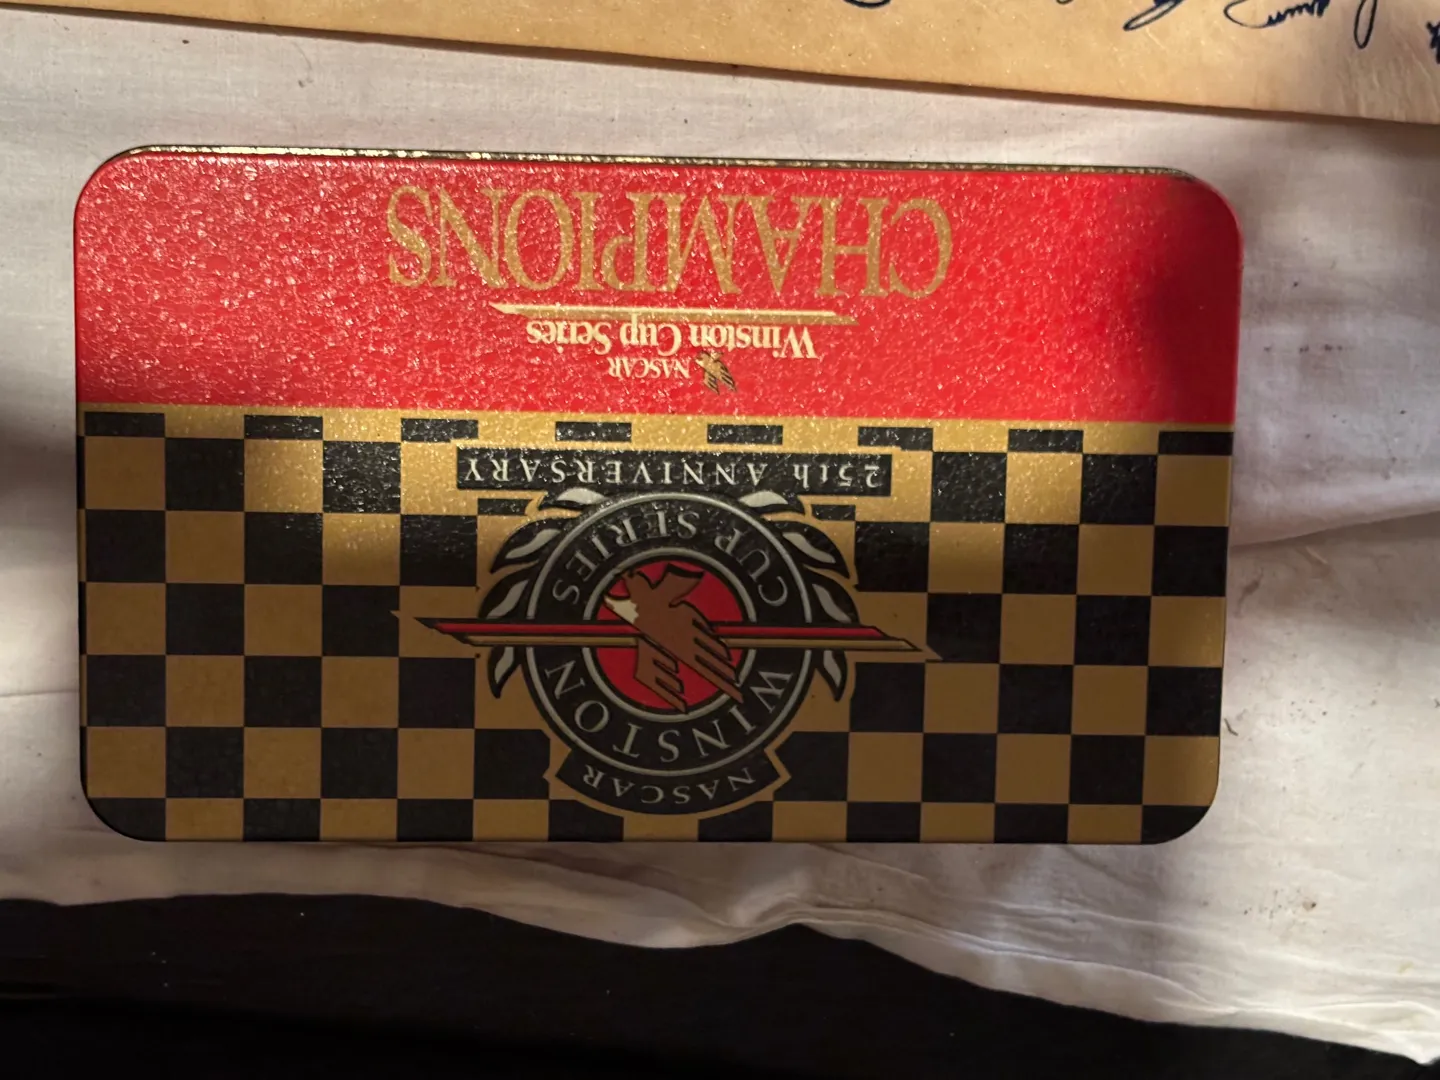 NASCAR
WINSTON
CUP SERIES
25th ANNIVERSARY
NASCAR
Winston Cup Series
CHAMPIONS